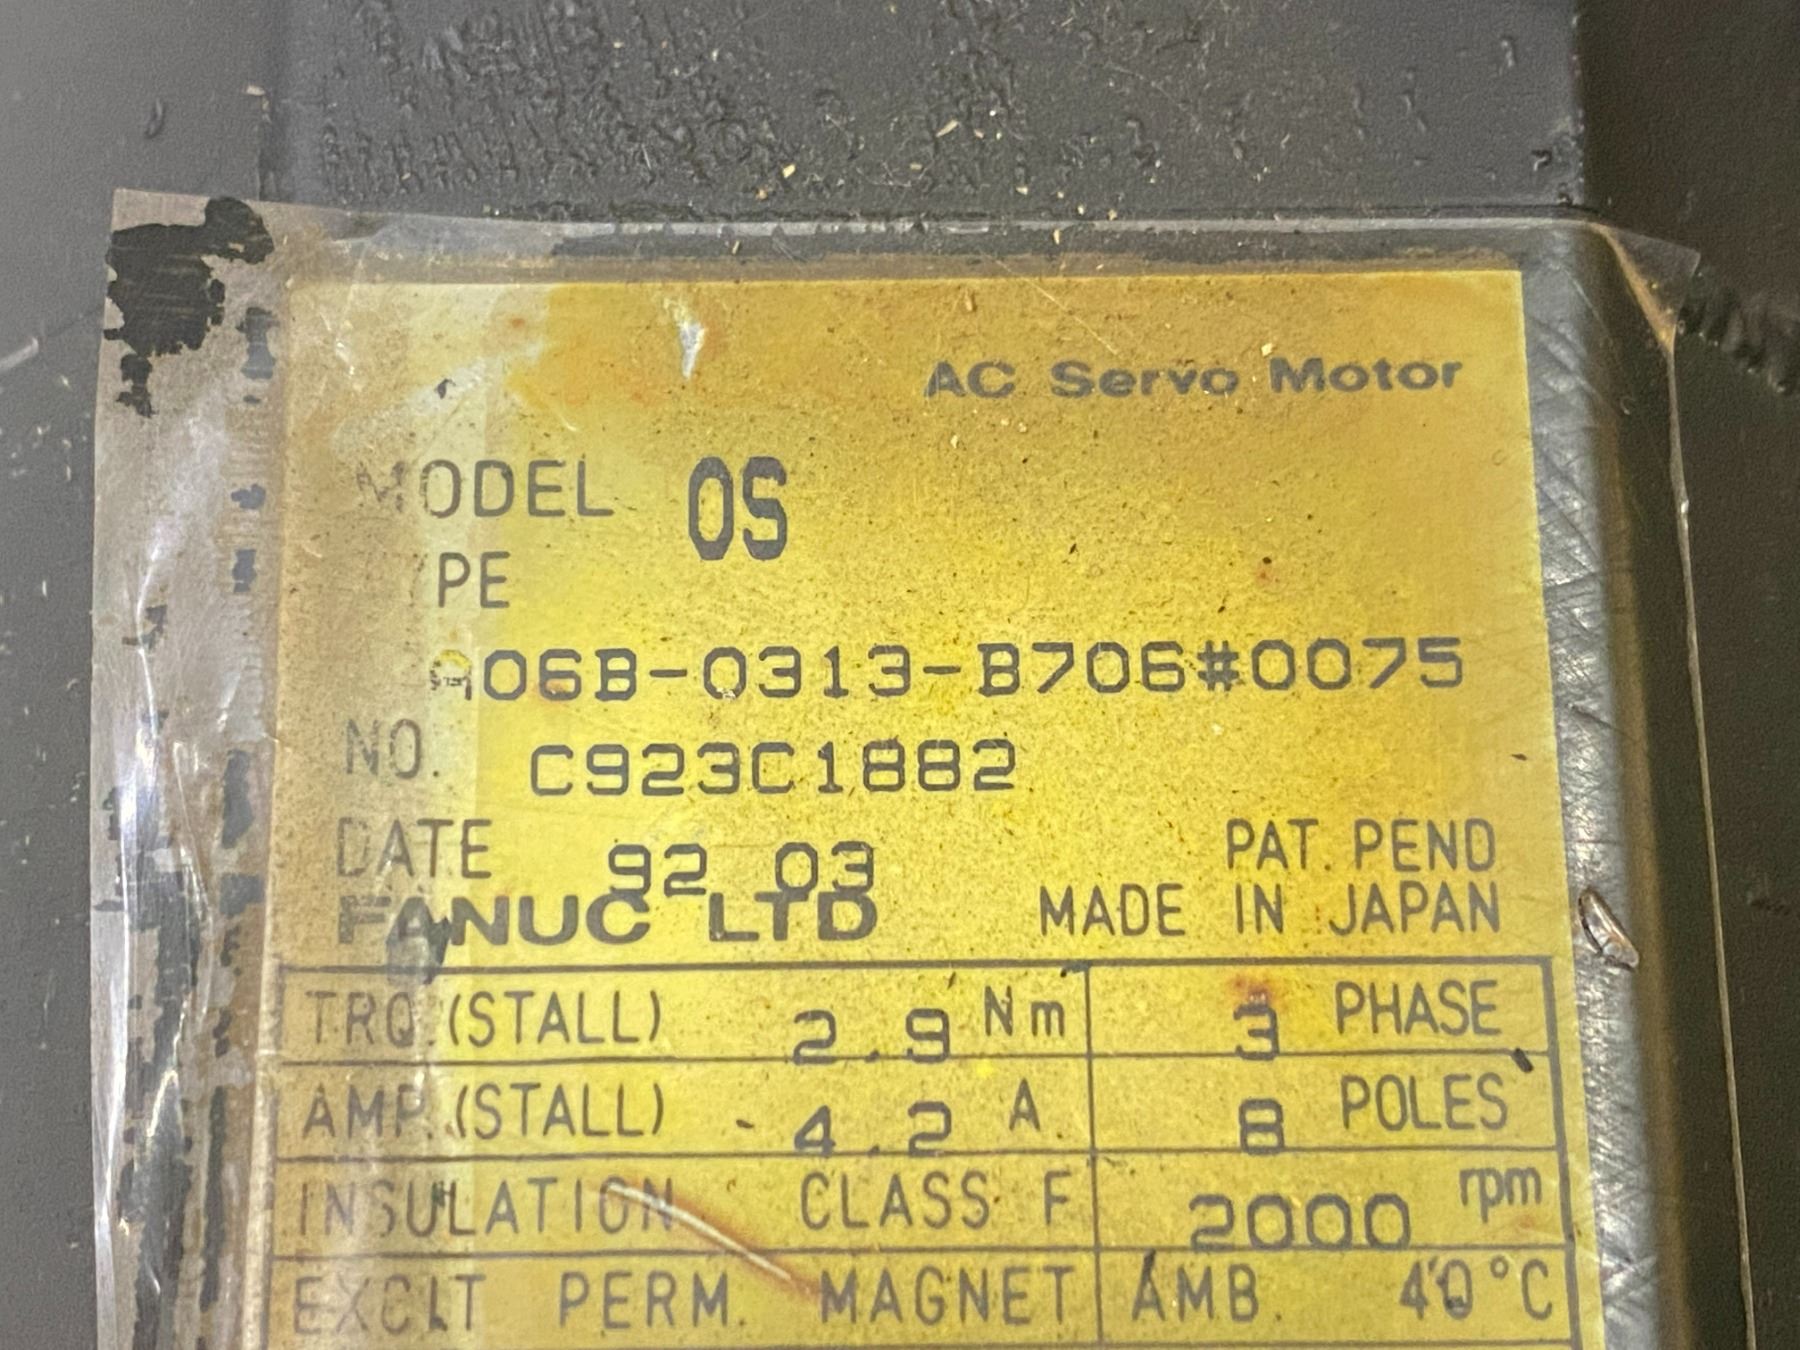 AC Servo Motor
MODEL 0S
YPE
A06B-0313-B706#0075
NO. C923C1882
DATE 92 03
PAT. PEND
FANUC LTD MADE IN JAPAN
TRQ.(STALL) 2.9 Nm 3 PHASE
AMP.(STALL) 4.2 A 8 POLES
INSULATION CLASS F 2000 rpm
EXCIT PERM. MAGNET AMB. 40°C